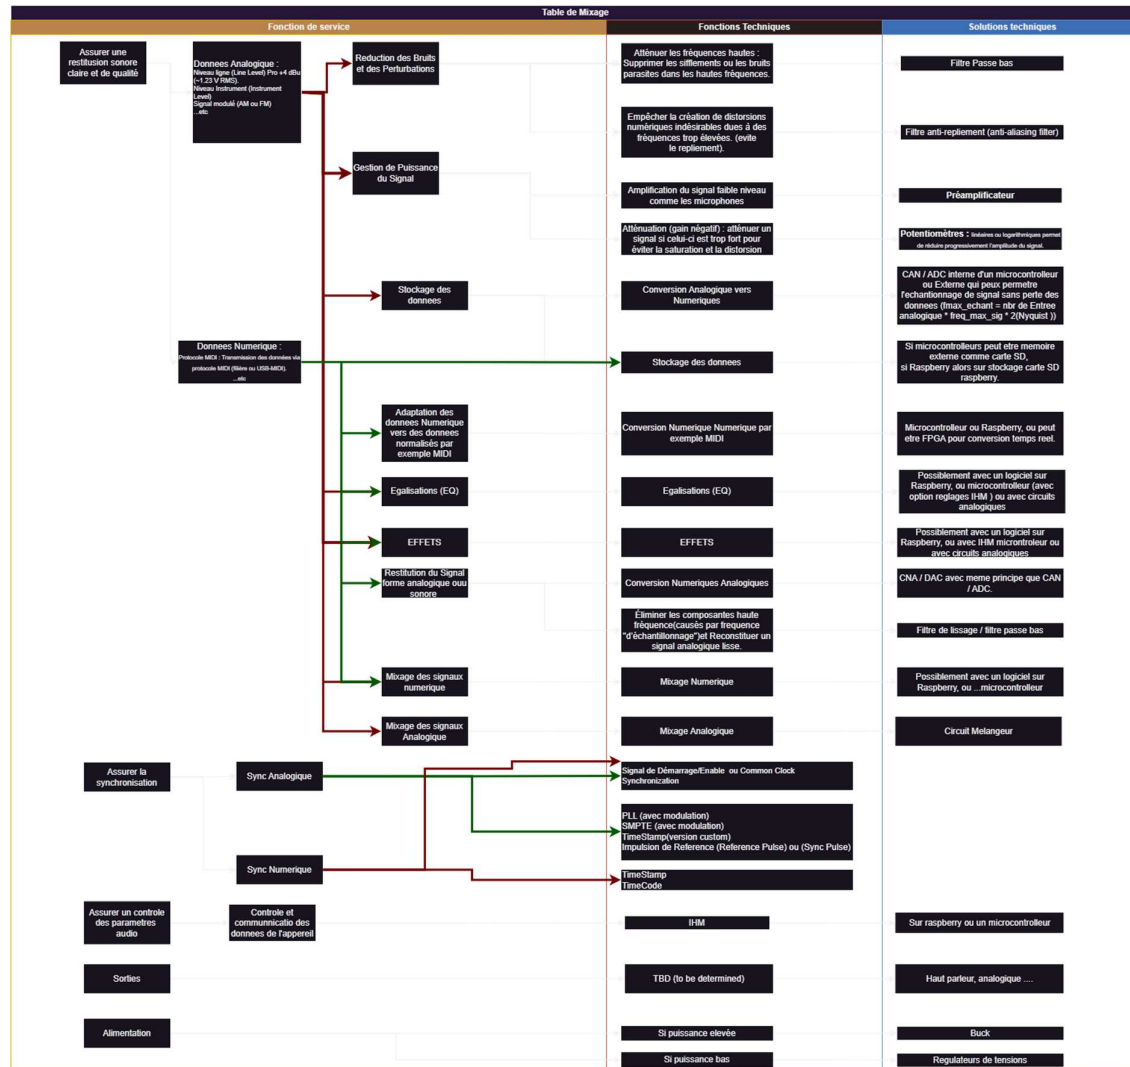 Table de Mixage
Fonction de service
Fonctions Techniques
Solutions techniques
Assurer une
restitusion sonore
claire et de qualité
Donnees Analogique :
Niveau ligne (Line Level) Pro +4 dBu
(~1.23 V RMS).
Niveau Instrument (Instrument
Level)
Signal modulé (AM ou FM)
...etc
Reduction des Bruits
et des Perturbations
Atténuer les fréquences hautes :
Supprimer les sifflements ou les bruits
parasites dans les hautes fréquences.
Filtre Passe bas
Empêcher la création de distorsions
numériques indésirables dues á des
fréquences trop élevées. (evite
le repliement).
Filtre anti-repliement (anti-aliasing filter)
Gestion de Puissance
du Signal
Amplification du signal faible niveau
comme les microphones
Préamplificateur
Atténuation (gain négatif) : atténuer un
signal si celui-ci est trop fort pour
éviter la saturation et la distorsion
Potentiomètres : linéaires ou logarithmiques permet
de réduire progressivement l'amplitude du signal.
Stockage des
donnees
Conversion Analogique vers
Numeriques
CAN / ADC interne d'un microcontrolleur
ou Externe qui peux permetre
l'echantionnage de signal sans perte des
donnees (fmax_echant = nbr de Entree
analogique * freq_max_sig * 2(Nyquist ))
Donnees Numerique :
Protocole MIDI : Transmission des données via
protocole MIDI (filière ou USB-MIDI).
...etc
Stockage des donnees
Si microcontrolleurs peut etre memoire
externe comme carte SD,
si Raspberry alors sur stockage carte SD
raspberry.
Adaptation des
donnees Numerique
vers des donnees
normalisés par
exemple MIDI
Conversion Numerique Numerique par
exemple MIDI
Microcontrolleur ou Raspberry, ou peut
etre FPGA pour conversion temps reel.
Egalisations (EQ)
Egalisations (EQ)
Possiblement avec un logiciel sur
Raspberry, ou microcontrolleur (avec
option reglages IHM ) ou avec circuits
analogiques
EFFETS
EFFETS
Possiblement avec un logiciel sur
Raspberry, ou avec IHM microntroleur ou
avec circuits analogiques
Restitution du Signal
forme analogique ouu
sonore
Conversion Numeriques Analogiques
CNA / DAC avec meme principe que CAN
/ ADC.
Éliminer les composantes haute
fréquence(causés par frequence
"d'échantillonnage")et Reconstituer un
signal analogique lisse.
Filtre de lissage / filtre passe bas
Mixage des signaux
numerique
Mixage Numerique
Possiblement avec un logiciel sur
Raspberry, ou ...microcontrolleur
Mixage des signaux
Analogique
Mixage Analogique
Circuit Melangeur
Assurer la
synchronisation
Sync Analogique
Signal de Démarrage/Enable  ou Common Clock
Synchronization
PLL (avec modulation)
SMPTE (avec modulation)
TimeStamp(version custom)
Impulsion de Reference (Reference Pulse) ou (Sync Pulse)
Sync Numerique
TimeStamp
TimeCode
Assurer un controle
des parametres
audio
Controle et
communnicatio des
donnees de l'appereil
IHM
Sur raspberry ou un microcontrolleur
Sorties
TBD (to be determined)
Haut parleur, analogique ....
Alimentation
Si puissance elevée
Buck
Si puissance bas
Regulateurs de tensions